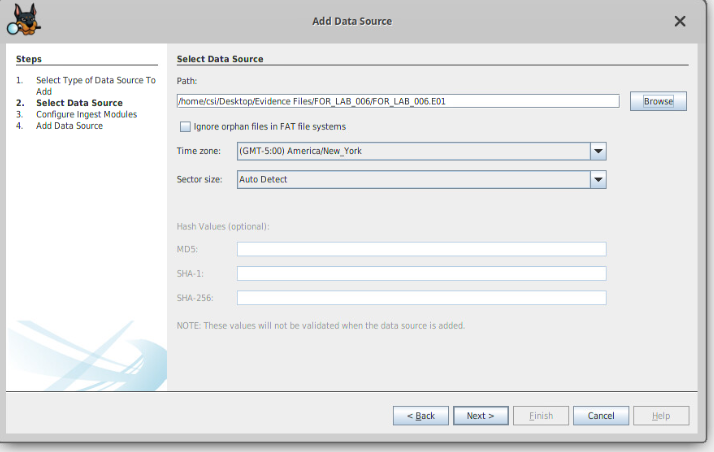 Add Data Source
Steps
1. Select Type of Data Source To
Add
2. Select Data Source
3. Configure Ingest Modules
4. Add Data Source
Select Data Source
Path:
/home/csi/Desktop/Evidence Files/FOR_LAB_006/FOR_LAB_006.E01
Browse
Ignore orphan files in FAT file systems
Time zone: (GMT-5:00) America/New_York
Sector size: Auto Detect
Hash Values (optional):
MD5:
SHA-1:
SHA-256:
NOTE: These values will not be validated when the data source is added.
< Back Next > Finish Cancel Help